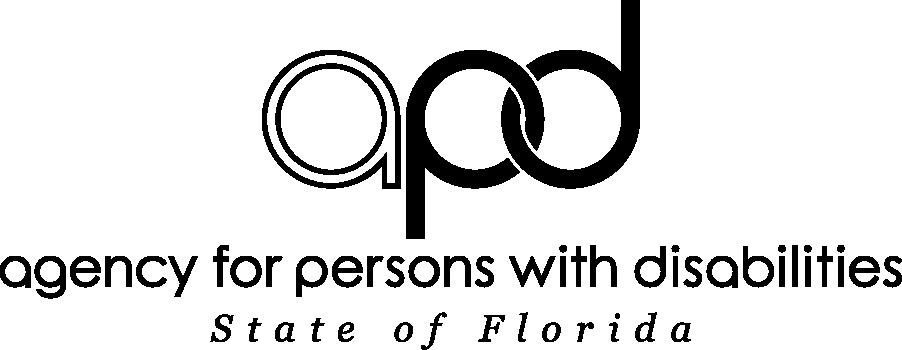 apd
agency for persons with disabilities
State of Florida